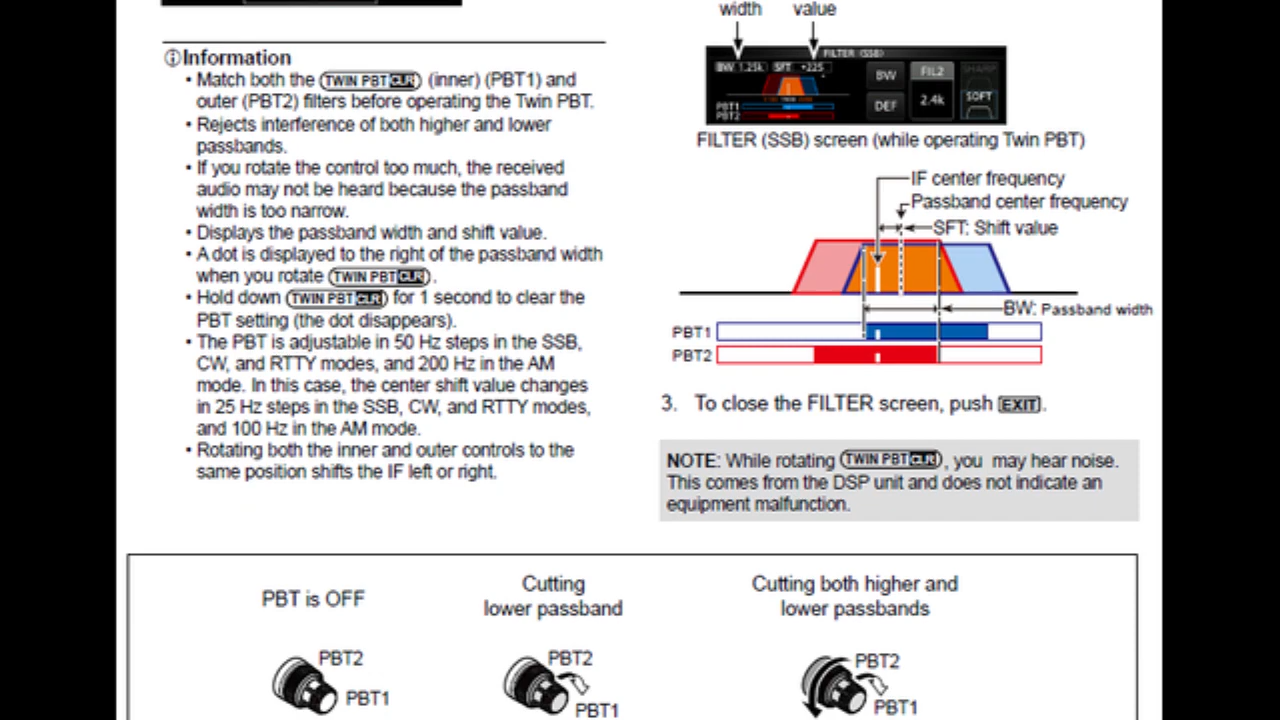 ⓘInformation
• Match both the (TWIN PBT CLR) (inner) (PBT1) and
outer (PBT2) filters before operating the Twin PBT.
• Rejects interference of both higher and lower
passbands.
• If you rotate the control too much, the received
audio may not be heard because the passband
width is too narrow.
• Displays the passband width and shift value.
• A dot is displayed to the right of the passband width
when you rotate (TWIN PBT CLR).
• Hold down (TWIN PBT CLR) for 1 second to clear the
PBT setting (the dot disappears).
• The PBT is adjustable in 50 Hz steps in the SSB,
CW, and RTTY modes, and 200 Hz in the AM
mode. In this case, the center shift value changes
in 25 Hz steps in the SSB, CW, and RTTY modes,
and 100 Hz in the AM mode.
• Rotating both the inner and outer controls to the
same position shifts the IF left or right.
width value
FILTER (SSB)
BW 1.25k SFT +225
BW FIL2 SHARP
DEF 2.4k SOFT
PBT1
PBT2
FILTER (SSB) screen (while operating Twin PBT)
IF center frequency
Passband center frequency
SFT: Shift value
BW: Passband width
PBT1
PBT2
3. To close the FILTER screen, push EXIT.
NOTE: While rotating (TWIN PBT CLR), you may hear noise.
This comes from the DSP unit and does not indicate an
equipment malfunction.
PBT is OFF
PBT2
PBT1
Cutting
lower passband
PBT2
PBT1
Cutting both higher and
lower passbands
PBT2
PBT1